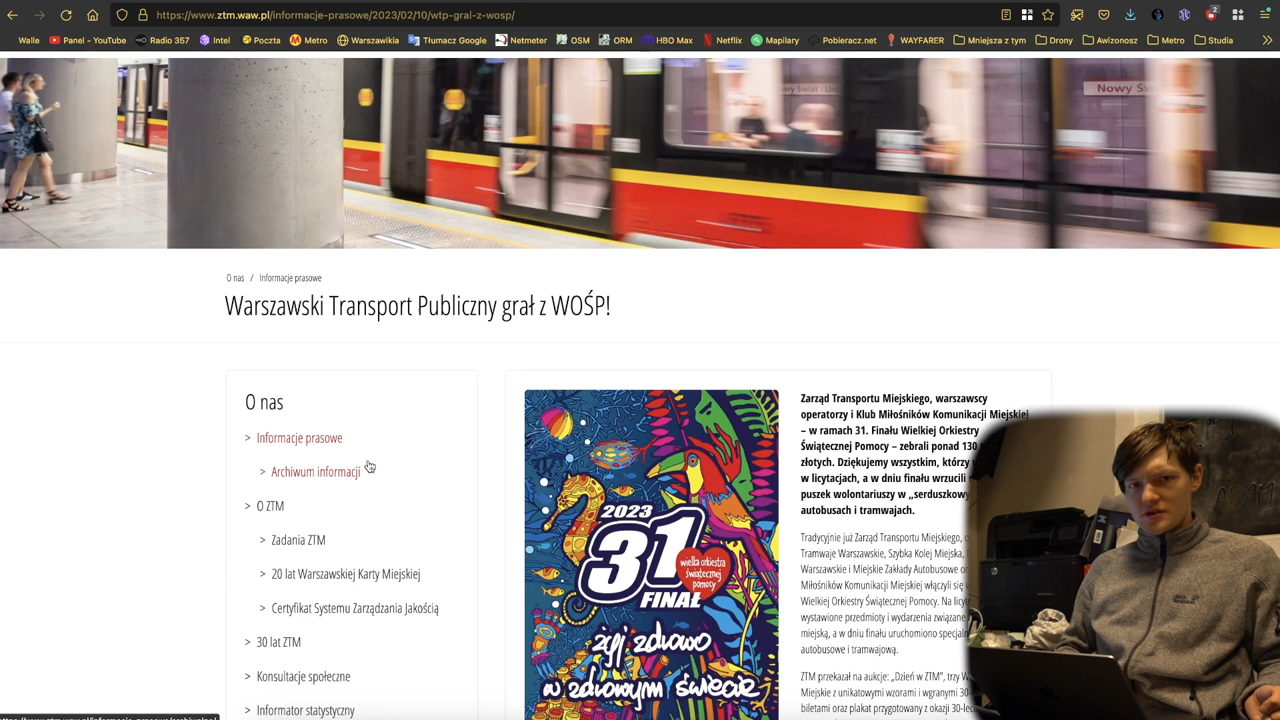 https://www.ztm.waw.pl/informacje-prasowe/2023/02/10/wtp-gral-z-wosp/
2
Walle Panel - YouTube Radio 357 Intel Poczta Metro Warszawikia Tłumacz Google Netmeter OSM ORM HBO Max Netflix Mapilary Pobieracz.net WAYFARER Mniejsza z tym Drony Awizonosz Metro Studia
Nowy Świat
O nas / Informacje prasowe
Warszawski Transport Publiczny grał z WOŚP!
O nas
> Informacje prasowe
> Archiwum informacji
> O ZTM
> Zadania ZTM
> 20 lat Warszawskiej Karty Miejskiej
> Certyfikat Systemu Zarządzania Jakością
> 30 lat ZTM
> Konsultacje społeczne
> Informator statystyczny
2023
31
FINAŁ
wielka orkiestra
świątecznej
pomocy
żyj zdrowo
w zdrowym świecie
Zarząd Transportu Miejskiego, warszawscy
operatorzy i Klub Miłośników Komunikacji Miejskiej
– w ramach 31. Finału Wielkiej Orkiestry
Świątecznej Pomocy – zebrali ponad 130
złotych. Dziękujemy wszystkim, którzy
w licytacjach, a w dniu finału wrzucili
puszek wolontariuszy w „serduszkowy
autobusach i tramwajach.
Tradycyjnie już Zarząd Transportu Miejskiego,
Tramwaje Warszawskie, Szybka Kolej Miejska,
Warszawskie i Miejskie Zakłady Autobusowe
Miłośników Komunikacji Miejskiej włączyli się
Wielkiej Orkiestry Świątecznej Pomocy. Na
wystawione przedmioty i wydarzenia związane
miejską, a w dniu finału uruchomiono
autobusowe i tramwajową.
ZTM przekazał na aukcje: „Dzień w ZTM”, trzy
Miejskie z unikatowymi wzorami i wgranymi 30-
biletami oraz plakat przygotowany z okazji 30-